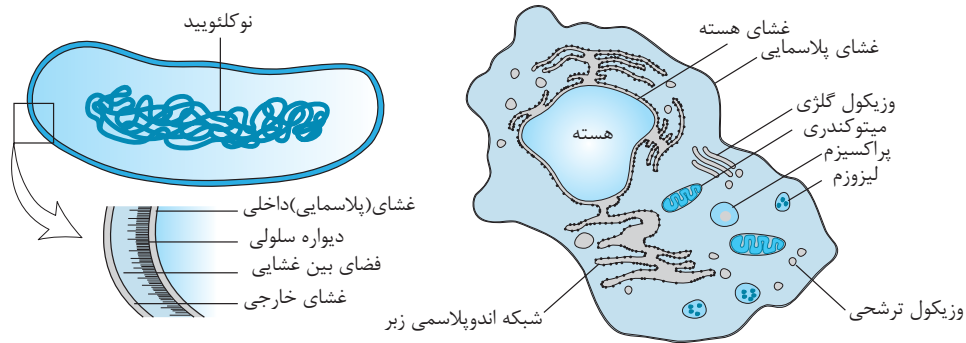 نوکلئویید
غشای(پلاسمایی)داخلی
دیواره سلولی
فضای بین غشایی
غشای خارجی
غشای هسته
غشای پلاسمایی
وزیکول گلژی
میتوکندری
پراکسیزم
لیزوزم
هسته
وزیکول ترشحی
شبکه اندوپلاسمی زبر